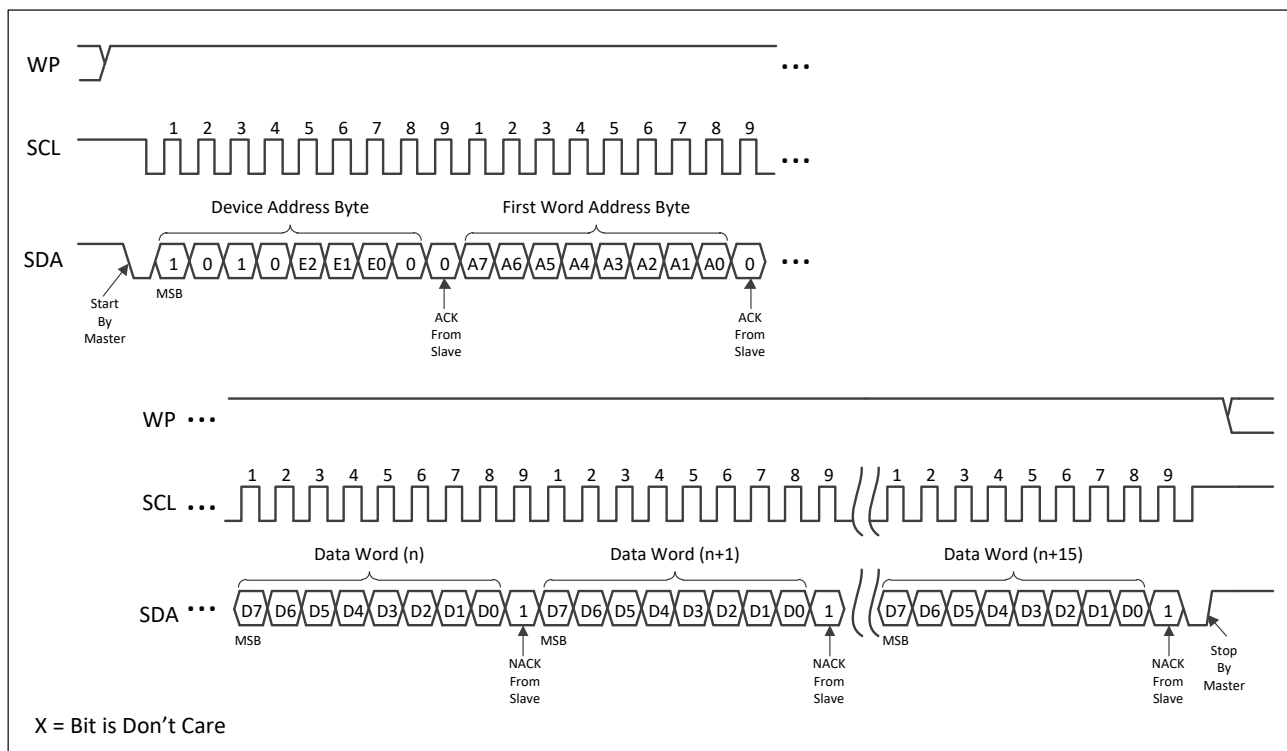 WP
...
1 2 3 4 5 6 7 8 9 1 2 3 4 5 6 7 8 9
SCL
...
Device Address Byte First Word Address Byte
SDA
1 0 1 0 E2 E1 E0 0 0 A7 A6 A5 A4 A3 A2 A1 A0 0
...
MSB
Start
By
Master
ACK
From
Slave
ACK
From
Slave
WP ...
1 2 3 4 5 6 7 8 9 1 2 3 4 5 6 7 8 9 1 2 3 4 5 6 7 8 9
SCL ...
Data Word (n) Data Word (n+1) Data Word (n+15)
SDA ...
D7 D6 D5 D4 D3 D2 D1 D0 1 D7 D6 D5 D4 D3 D2 D1 D0 1 D7 D6 D5 D4 D3 D2 D1 D0 1
MSB MSB MSB
NACK
From
Slave
NACK
From
Slave
NACK
From
Slave
Stop
By
Master
X = Bit is Don't Care